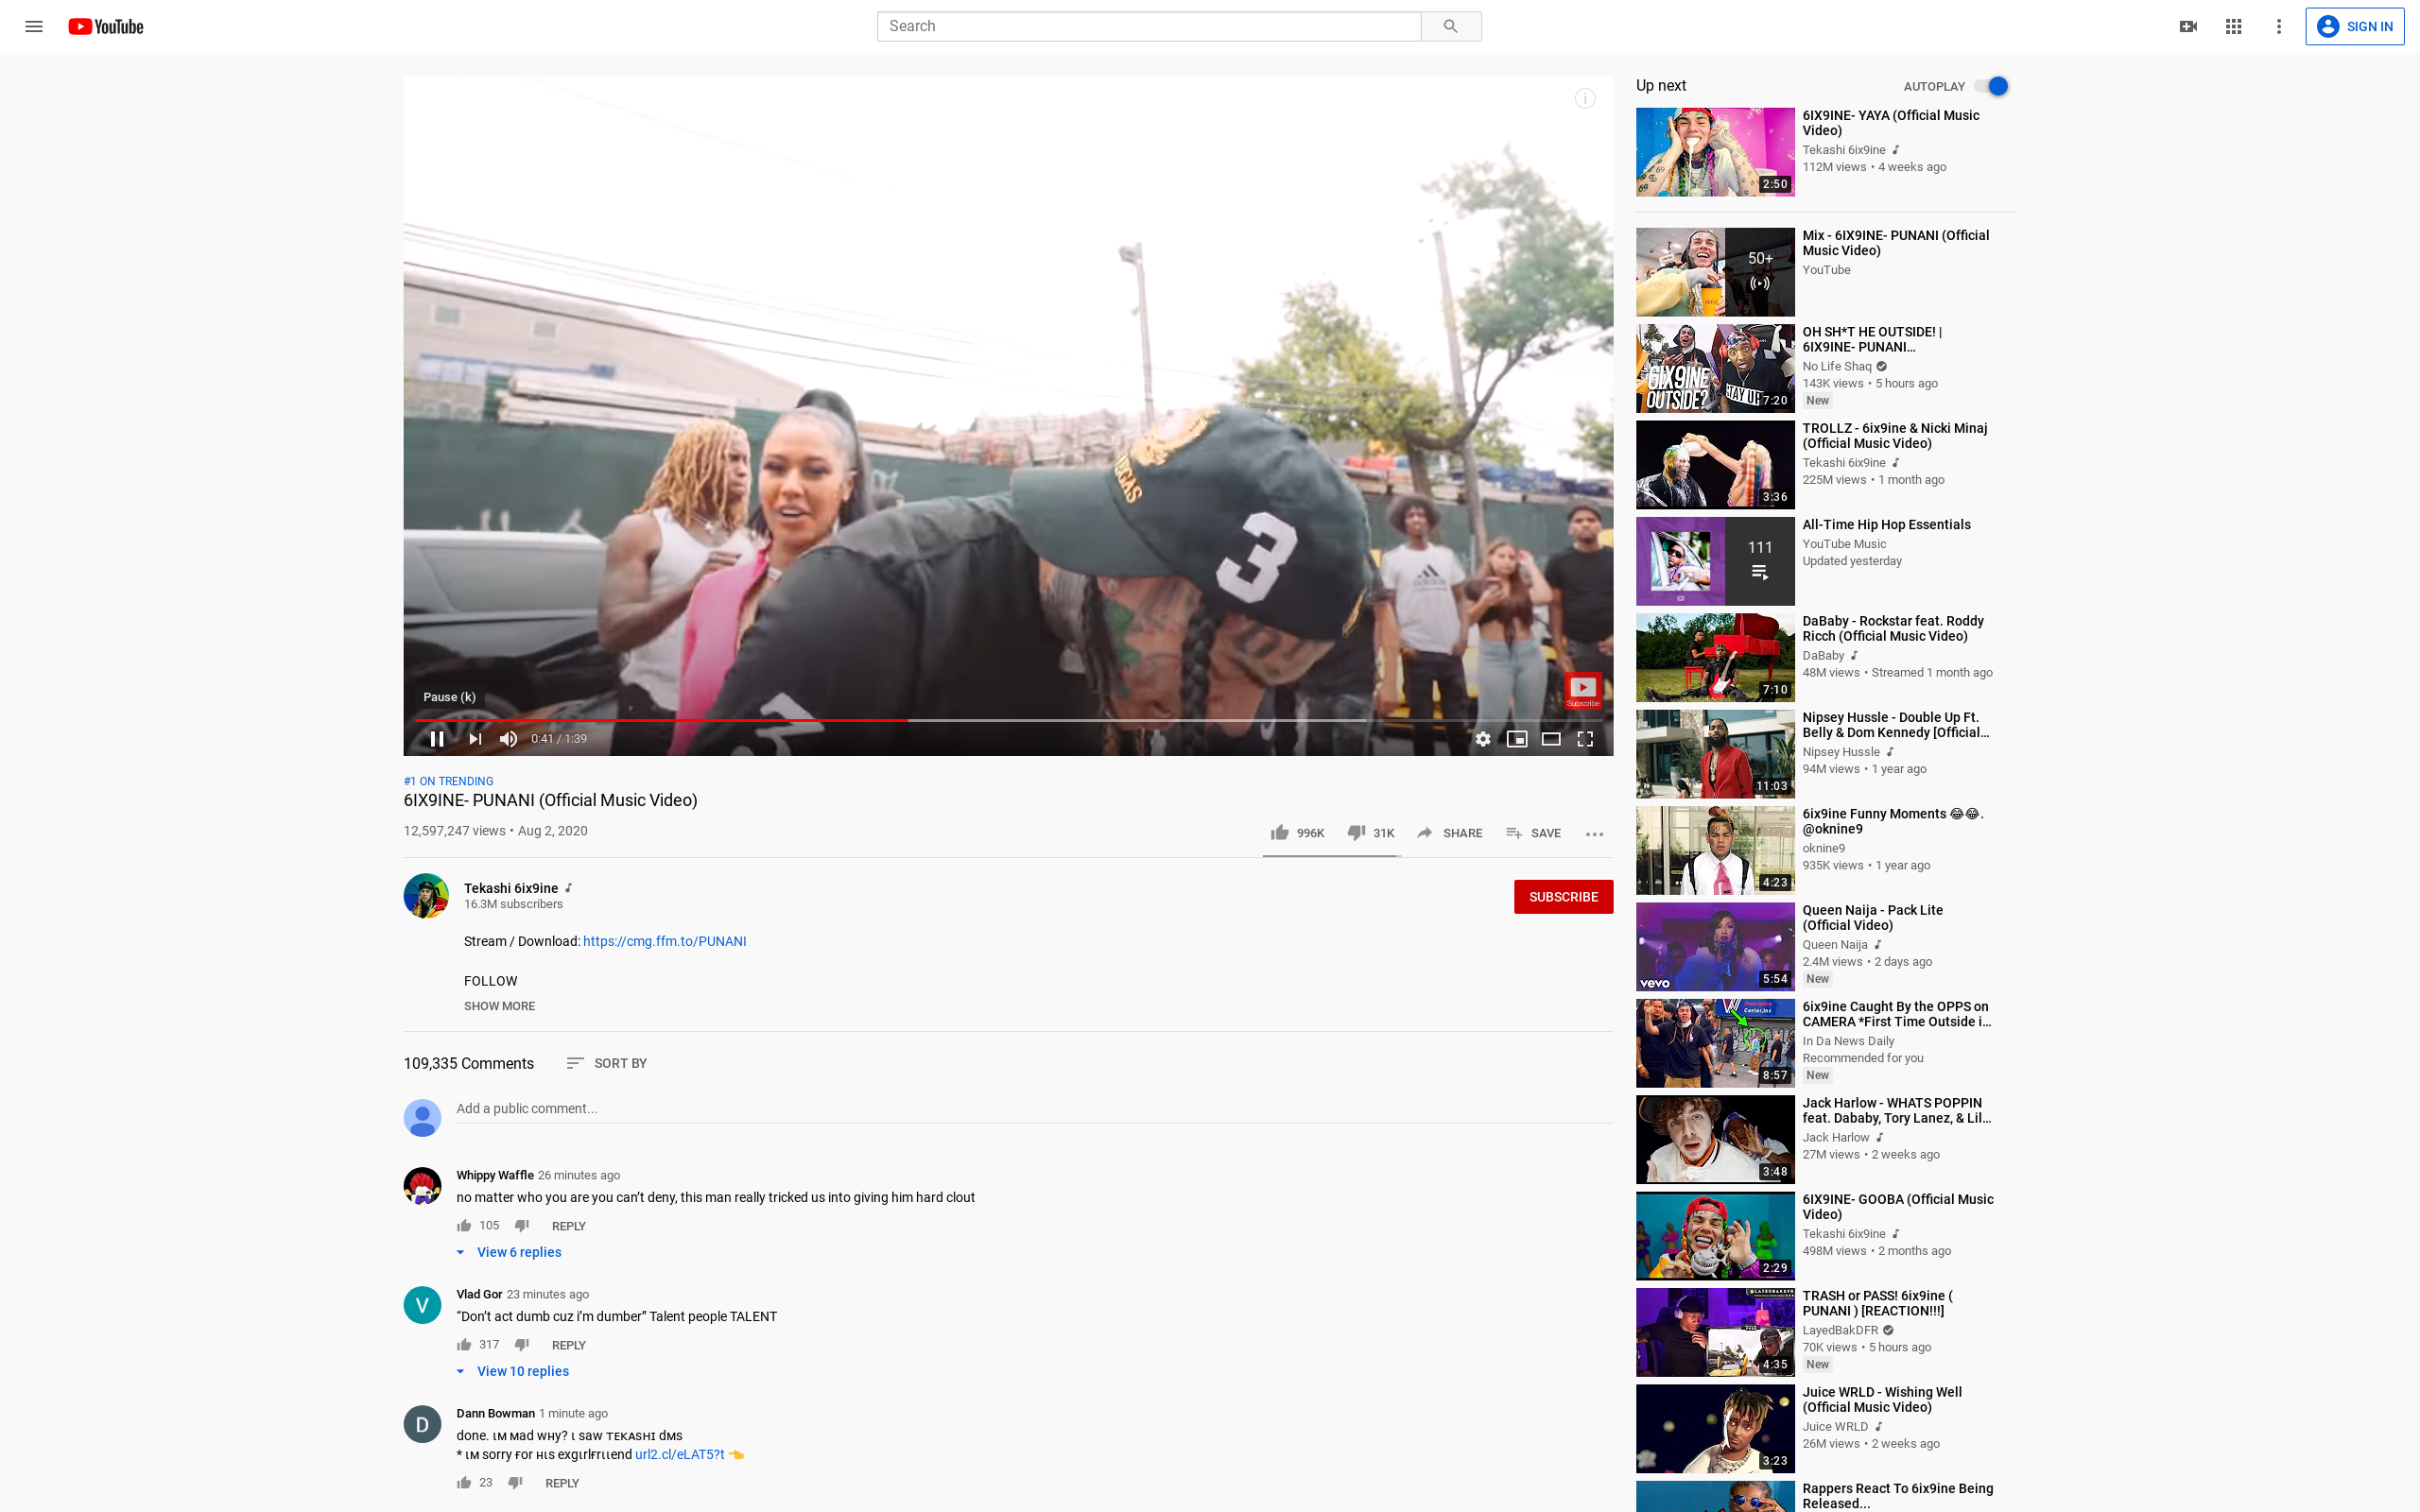 YouTube
Search
SIGN IN
Pause (k)
0:41 / 1:39
Subscribe
3
#1 ON TRENDING
6IX9INE- PUNANI (Official Music Video)
12,597,247 views • Aug 2, 2020
996K
31K
SHARE
SAVE
Tekashi 6ix9ine
16.3M subscribers
SUBSCRIBE
Stream / Download: https://cmg.ffm.to/PUNANI
FOLLOW
SHOW MORE
109,335 Comments
SORT BY
Add a public comment...
Whippy Waffle 26 minutes ago
no matter who you are you can’t deny, this man really tricked us into giving him hard clout
105
REPLY
View 6 replies
V
Vlad Gor 23 minutes ago
“Don’t act dumb cuz i’m dumber” Talent people TALENT
317
REPLY
View 10 replies
D
Dann Bowman 1 minute ago
done. ιм мad wнy? ι saw тᴇᴋᴀsнɪ dмs
* ιм sorry ғor нιs exgιrlғrιιend url2.cl/eLAT5?t 👈
23
REPLY
Up next
AUTOPLAY
2:50
6IX9INE- YAYA (Official Music
Video)
Tekashi 6ix9ine
112M views • 4 weeks ago
50+
Mix - 6IX9INE- PUNANI (Official
Music Video)
YouTube
6IX9INE
OUTSIDE?
STAY UP
7:20
OH SH*T HE OUTSIDE! |
6IX9INE- PUNANI…
No Life Shaq
143K views • 5 hours ago
New
3:36
TROLLZ - 6ix9ine & Nicki Minaj
(Official Music Video)
Tekashi 6ix9ine
225M views • 1 month ago
111
All-Time Hip Hop Essentials
YouTube Music
Updated yesterday
7:10
DaBaby - Rockstar feat. Roddy
Ricch (Official Music Video)
DaBaby
48M views • Streamed 1 month ago
11:03
Nipsey Hussle - Double Up Ft.
Belly & Dom Kennedy [Official…
Nipsey Hussle
94M views • 1 year ago
4:23
6ix9ine Funny Moments 😂😂.
@oknine9
oknine9
935K views • 1 year ago
vevo
5:54
Queen Naija - Pack Lite
(Official Video)
Queen Naija
2.4M views • 2 days ago
New
8:57
6ix9ine Caught By the OPPS on
CAMERA *First Time Outside i…
In Da News Daily
Recommended for you
New
3:48
Jack Harlow - WHATS POPPIN
feat. Dababy, Tory Lanez, & Lil…
Jack Harlow
27M views • 2 weeks ago
2:29
6IX9INE- GOOBA (Official Music
Video)
Tekashi 6ix9ine
498M views • 2 months ago
@LAYEDBAKDFR
4:35
TRASH or PASS! 6ix9ine (
PUNANI ) [REACTION!!!]
LayedBakDFR
70K views • 5 hours ago
New
3:23
Juice WRLD - Wishing Well
(Official Music Video)
Juice WRLD
26M views • 2 weeks ago
Rappers React To 6ix9ine Being
Released...